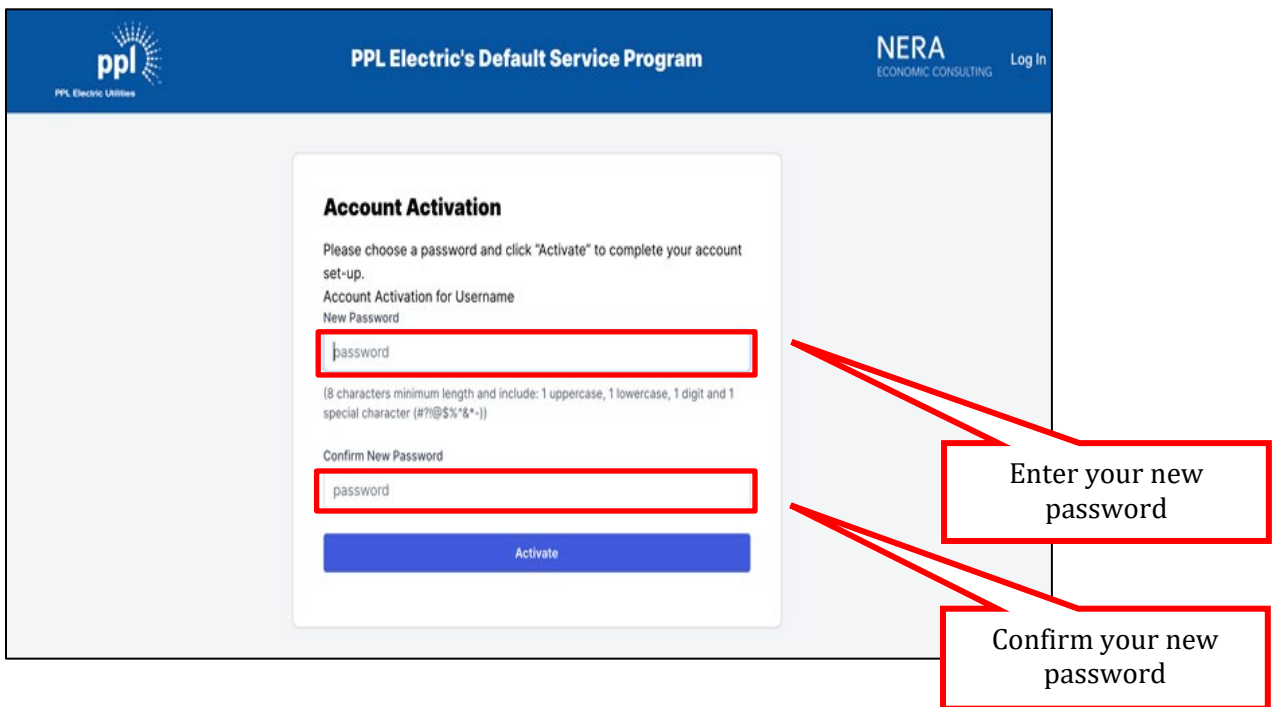 ppl
PPL Electric Utilities
PPL Electric's Default Service Program
NERA
ECONOMIC CONSULTING
Log In
Account Activation
Please choose a password and click "Activate" to complete your account
set-up.
Account Activation for Username
New Password
password
(8 characters minimum length and include: 1 uppercase, 1 lowercase, 1 digit and 1
special character (#?!@$%^&*-))
Confirm New Password
password
Activate
Enter your new
password
Confirm your new
password